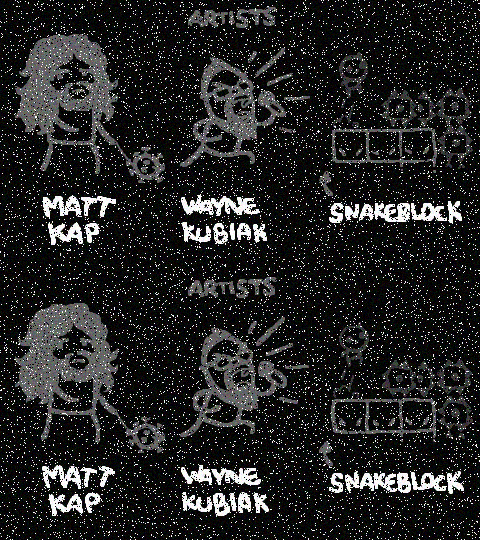 ARTISTS
MATT KAP
WAYNE KUBIAK
SNAKEBLOCK
ARTISTS
MATT KAP
WAYNE KUBIAK
SNAKEBLOCK